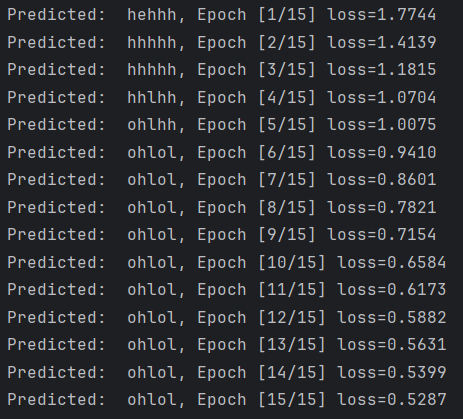 Predicted:  hehhh, Epoch [1/15] loss=1.7744
Predicted:  hhhhh, Epoch [2/15] loss=1.4139
Predicted:  hhhhh, Epoch [3/15] loss=1.1815
Predicted:  hhlhh, Epoch [4/15] loss=1.0704
Predicted:  ohlhh, Epoch [5/15] loss=1.0075
Predicted:  ohlol, Epoch [6/15] loss=0.9410
Predicted:  ohlol, Epoch [7/15] loss=0.8601
Predicted:  ohlol, Epoch [8/15] loss=0.7821
Predicted:  ohlol, Epoch [9/15] loss=0.7154
Predicted:  ohlol, Epoch [10/15] loss=0.6584
Predicted:  ohlol, Epoch [11/15] loss=0.6173
Predicted:  ohlol, Epoch [12/15] loss=0.5882
Predicted:  ohlol, Epoch [13/15] loss=0.5631
Predicted:  ohlol, Epoch [14/15] loss=0.5399
Predicted:  ohlol, Epoch [15/15] loss=0.5287